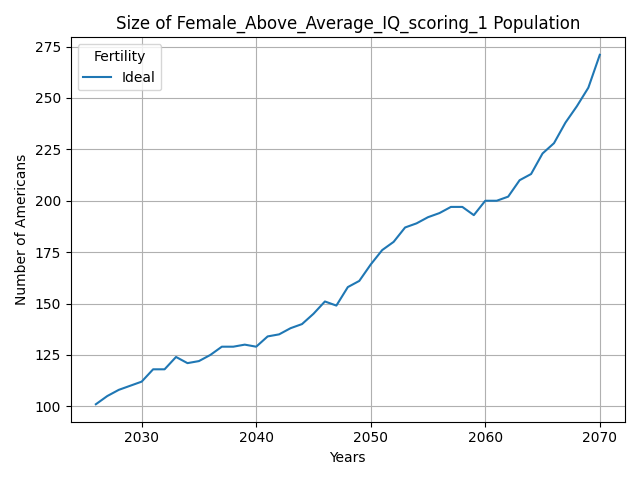 Size of Female_Above_Average_IQ_scoring_1 Population
Fertility
Ideal
Number of Americans
275
250
225
200
175
150
125
100
2030 2040 2050 2060 2070
Years